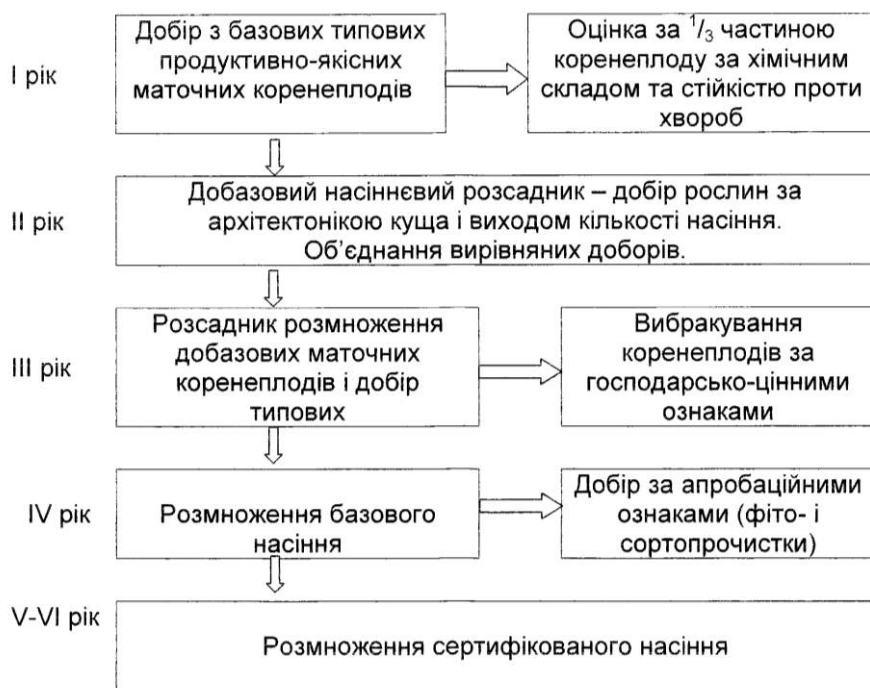 I рік
Добір з базових типових
продуктивно-якісних
маточних коренеплодів
Оцінка за 1/3 частиною
коренеплоду за хімічним
складом та стійкістю проти
хвороб
II рік
Добазовий насіннєвий розсадник – добір рослин за
архітектонікою куща і виходом кількості насіння.
Об’єднання вирівняних доборів.
III рік
Розсадник розмноження
добазових маточних
коренеплодів і добір
типових
Вибракування
коренеплодів за
господарсько-цінними
ознаками
IV рік
Розмноження базового
насіння
Добір за апробаційними
ознаками (фіто- і
сортопрочистки)
V-VI рік
Розмноження сертифікованого насіння